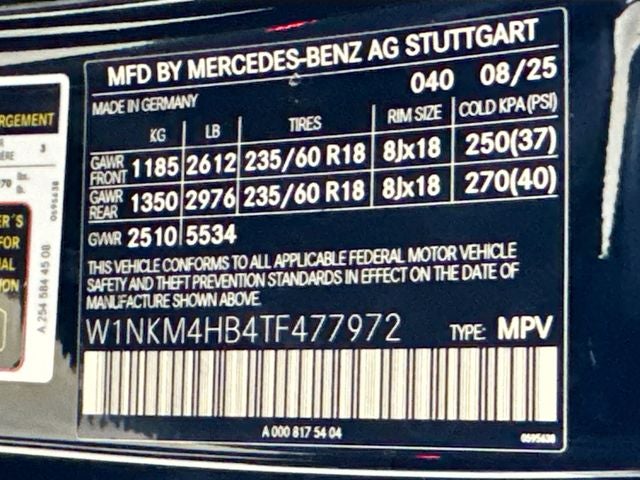 MFD BY MERCEDES-BENZ AG STUTTGART
040 08/25
MADE IN GERMANY
KG LB TIRES RIM SIZE COLD KPA (PSI)
GAWR FRONT 1185 2612 235/60 R18 8Jx18 250(37)
GAWR REAR 1350 2976 235/60 R18 8Jx18 270(40)
GVWR 2510 5534
THIS VEHICLE CONFORMS TO ALL APPLICABLE FEDERAL MOTOR VEHICLE
SAFETY AND THEFT PREVENTION STANDARDS IN EFFECT ON THE DATE OF
MANUFACTURE SHOWN ABOVE.
W1NKM4HB4TF477972 TYPE: MPV
A 000 817 54 04
0595638
A 254 584 45 08
0595638